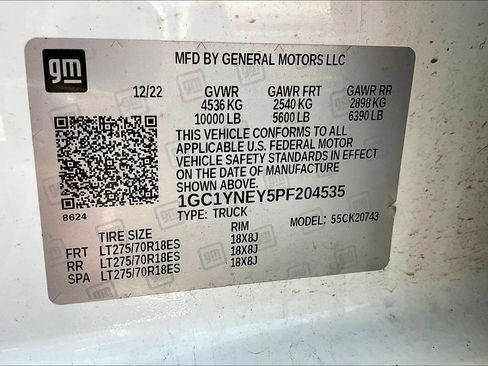 gm
MFD BY GENERAL MOTORS LLC
12/22 GVWR GAWR FRT GAWR RR
4536 KG 2540 KG 2898 KG
10000 LB 5600 LB 6390 LB
THIS VEHICLE CONFORMS TO ALL
APPLICABLE U.S. FEDERAL MOTOR
VEHICLE SAFETY STANDARDS IN EFFECT
ON THE DATE OF MANUFACTURE
SHOWN ABOVE.
1GC1YNEY5PF204535
8624 TYPE: TRUCK MODEL: 55CK20743
TIRE SIZE RIM
FRT LT275/70R18ES 18X8J
RR LT275/70R18ES 18X8J
SPA LT275/70R18ES 18X8J